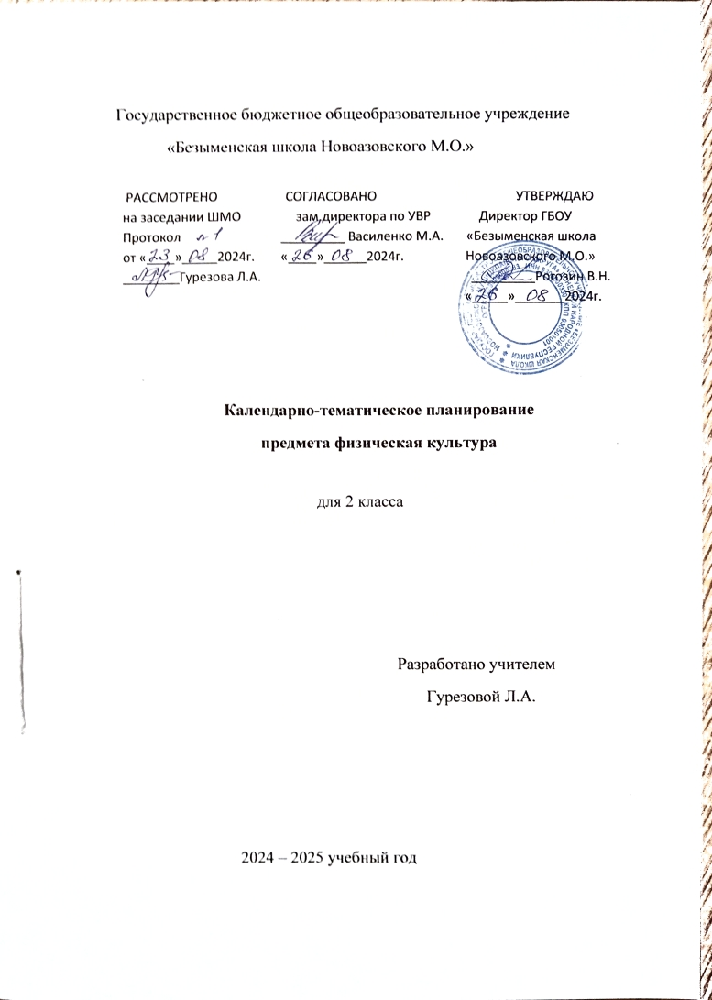 Государственное бюджетное общеобразовательное учреждение
«Безыменская школа Новоазовского М.О.»
РАССМОТРЕНО
на заседании ШМО
Протокол №1
от «23» 08 2024г.
Гурезова Л.А.
СОГЛАСОВАНО
зам.директора по УВР
Василенко М.А.
«26» 08 2024г.
УТВЕРЖДАЮ
Директор ГБОУ
«Безыменская школа
Новоазовского М.О.»
Рогозин В.Н.
«26» 08 2024г.
Календарно-тематическое планирование
предмета физическая культура
для 2 класса
Разработано учителем
Гурезовой Л.А.
2024 – 2025 учебный год